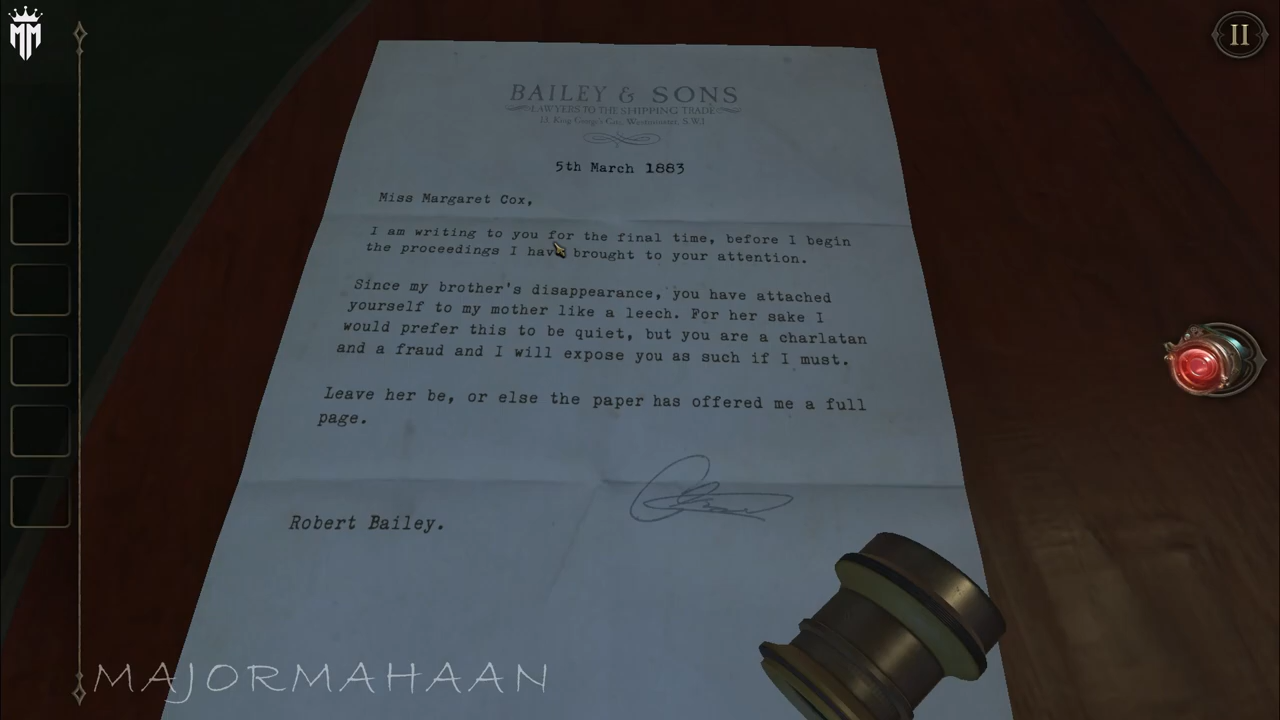 BAILEY & SONS
LAWYERS TO THE SHIPPING TRADE
5th March 1883
Miss Margaret Cox,
I am writing to you for the final time, before I begin
the proceedings I have brought to your attention.
Since my brother's disappearance, you have attached
yourself to my mother like a leech. For her sake I
would prefer this to be quiet, but you are a charlatan
and a fraud and I will expose you as such if I must.
Leave her be, or else the paper has offered me a full
page.
Robert Bailey.
MAJORMAHAAN